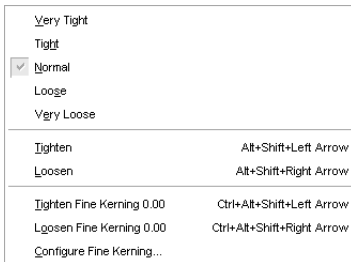 Very Tight
Tight
Normal
Loose
Very Loose
Tighten Alt+Shift+Left Arrow
Loosen Alt+Shift+Right Arrow
Tighten Fine Kerning 0.00 Ctrl+Alt+Shift+Left Arrow
Loosen Fine Kerning 0.00 Ctrl+Alt+Shift+Right Arrow
Configure Fine Kerning...